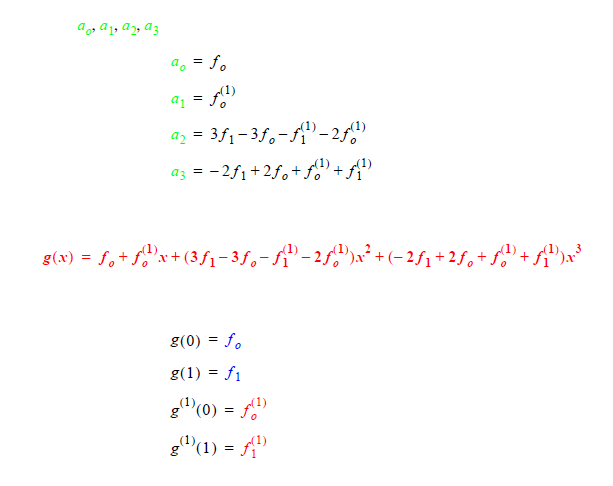 a_o, a_1, a_2, a_3
a_o = f_o
a_1 = f_o^(1)
a_2 = 3f_1 − 3f_o − f_1^(1) − 2f_o^(1)
a_3 = −2f_1 + 2f_o + f_o^(1) + f_1^(1)
g(x) = f_o + f_o^(1)x + (3f_1 − 3f_o − f_1^(1) − 2f_o^(1))x^2 + (−2f_1 + 2f_o + f_o^(1) + f_1^(1))x^3
g(0) = f_o
g(1) = f_1
g^(1)(0) = f_o^(1)
g^(1)(1) = f_1^(1)